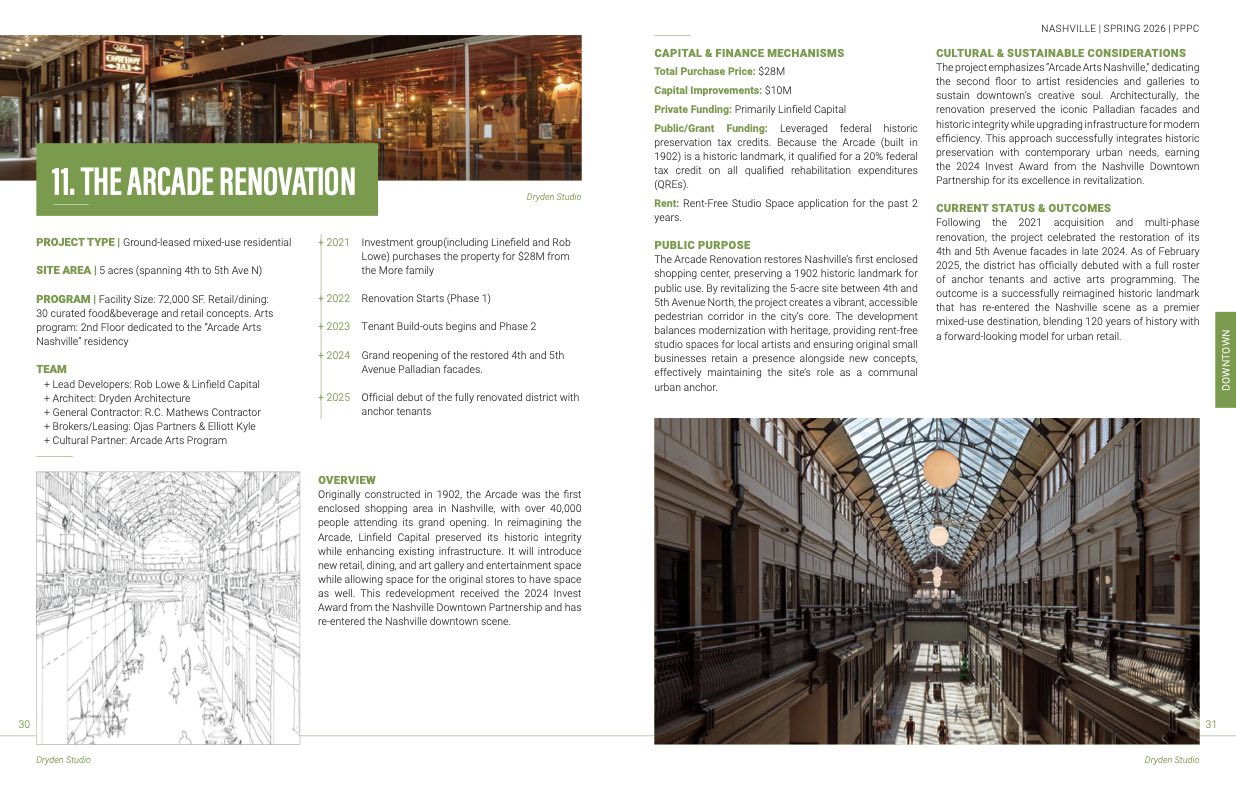 Urban
COWBOY
BAR
11. THE ARCADE RENOVATION
Dryden Studio
PROJECT TYPE | Ground-leased mixed-use residential
SITE AREA | 5 acres (spanning 4th to 5th Ave N)
PROGRAM | Facility Size: 72,000 SF. Retail/dining:
30 curated food&beverage and retail concepts. Arts
program: 2nd Floor dedicated to the “Arcade Arts
Nashville” residency
TEAM
+ Lead Developers: Rob Lowe & Linfield Capital
+ Architect: Dryden Architecture
+ General Contractor: R.C. Mathews Contractor
+ Brokers/Leasing: Ojas Partners & Elliott Kyle
+ Cultural Partner: Arcade Arts Program
+ 2021 Investment group(including Linefield and Rob
Lowe) purchases the property for $28M from
the More family
+ 2022 Renovation Starts (Phase 1)
+ 2023 Tenant Build-outs begins and Phase 2
+ 2024 Grand reopening of the restored 4th and 5th
Avenue Palladian facades.
+ 2025 Official debut of the fully renovated district with
anchor tenants
OVERVIEW
Originally constructed in 1902, the Arcade was the first
enclosed shopping area in Nashville, with over 40,000
people attending its grand opening. In reimagining the
Arcade, Linfield Capital preserved its historic integrity
while enhancing existing infrastructure. It will introduce
new retail, dining, and art gallery and entertainment space
while allowing space for the original stores to have space
as well. This redevelopment received the 2024 Invest
Award from the Nashville Downtown Partnership and has
re-entered the Nashville downtown scene.
30
Dryden Studio
NASHVILLE | SPRING 2026 | PPPC
CAPITAL & FINANCE MECHANISMS
Total Purchase Price: $28M
Capital Improvements: $10M
Private Funding: Primarily Linfield Capital
Public/Grant Funding: Leveraged federal historic
preservation tax credits. Because the Arcade (built in
1902) is a historic landmark, it qualified for a 20% federal
tax credit on all qualified rehabilitation expenditures
(QREs).
Rent: Rent-Free Studio Space application for the past 2
years.
PUBLIC PURPOSE
The Arcade Renovation restores Nashville’s first enclosed
shopping center, preserving a 1902 historic landmark for
public use. By revitalizing the 5-acre site between 4th and
5th Avenue North, the project creates a vibrant, accessible
pedestrian corridor in the city’s core. The development
balances modernization with heritage, providing rent-free
studio spaces for local artists and ensuring original small
businesses retain a presence alongside new concepts,
effectively maintaining the site’s role as a communal
urban anchor.
CULTURAL & SUSTAINABLE CONSIDERATIONS
The project emphasizes “Arcade Arts Nashville,” dedicating
the second floor to artist residencies and galleries to
sustain downtown’s creative soul. Architecturally, the
renovation preserved the iconic Palladian facades and
historic integrity while upgrading infrastructure for modern
efficiency. This approach successfully integrates historic
preservation with contemporary urban needs, earning
the 2024 Invest Award from the Nashville Downtown
Partnership for its excellence in revitalization.
CURRENT STATUS & OUTCOMES
Following the 2021 acquisition and multi-phase
renovation, the project celebrated the restoration of its
4th and 5th Avenue facades in late 2024. As of February
2025, the district has officially debuted with a full roster
of anchor tenants and active arts programming. The
outcome is a successfully reimagined historic landmark
that has re-entered the Nashville scene as a premier
mixed-use destination, blending 120 years of history with
a forward-looking model for urban retail.
DOWNTOWN
31
Dryden Studio